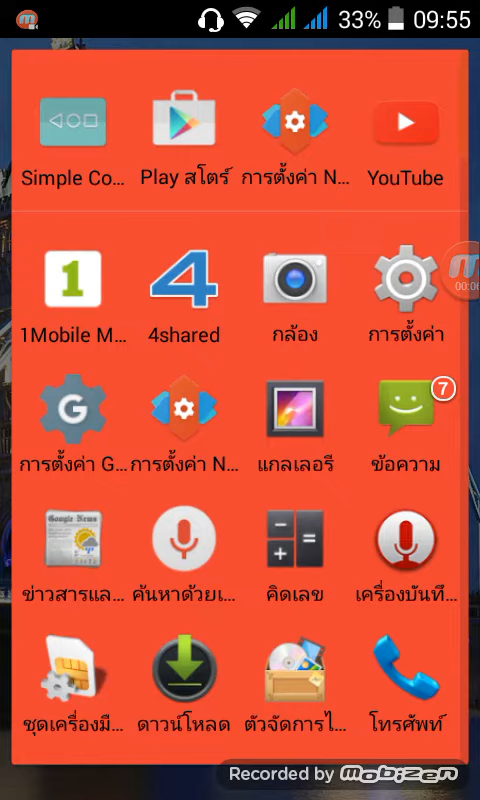 33% 09:55
Simple Co... Play สโตร์ การตั้งค่า N... YouTube
00:06
1Mobile M... 4shared กล้อง การตั้งค่า
7
การตั้งค่า G... การตั้งค่า N... แกลเลอรี ข้อความ
Google News
ข่าวสารแล... ค้นหาด้วยเ... คิดเลข เครื่องบันทึ...
ชุดเครื่องมื... ดาวน์โหลด ตัวจัดการไ... โทรศัพท์
Recorded by Mobizen